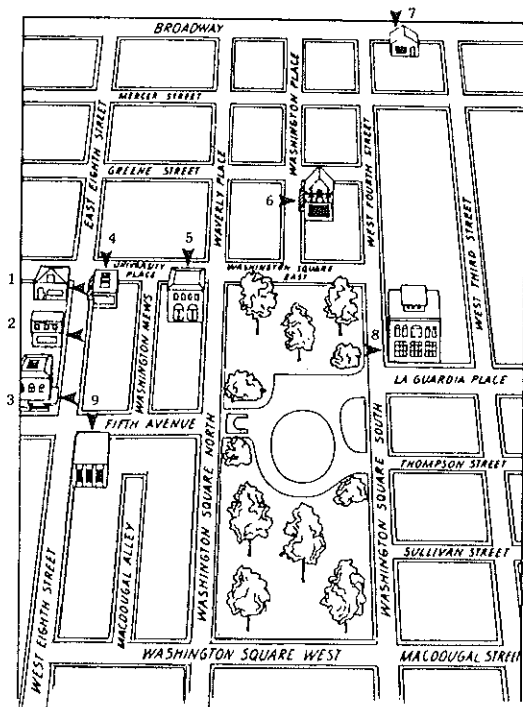 7
BROADWAY
MERCER STREET
EAST EIGHTH STREET
WASHINGTON PLACE
GREENE STREET
WAVERLY PLACE
WEST FOURTH STREET
6
WEST THIRD STREET
4
5
UNIVERSITY
PLACE
WASHINGTON SQUARE
EAST
1
2
3
WASHINGTON MEWS
8
LA GUARDIA PLACE
9
FIFTH AVENUE
WASHINGTON SQUARE NORTH
WASHINGTON SQUARE SOUTH
THOMPSON STREET
SULLIVAN STREET
MACDOUGAL ALLEY
WEST EIGHTH STREET
WASHINGTON SQUARE WEST
MACDOUGAL STREET